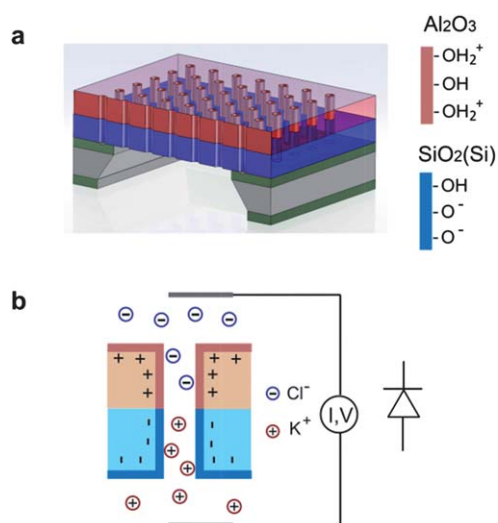 a
Al₂O₃
-OH₂⁺
-OH
-OH₂⁺
SiO₂(Si)
-OH
-O⁻
-O⁻
b
Cl⁻
K⁺
I,V